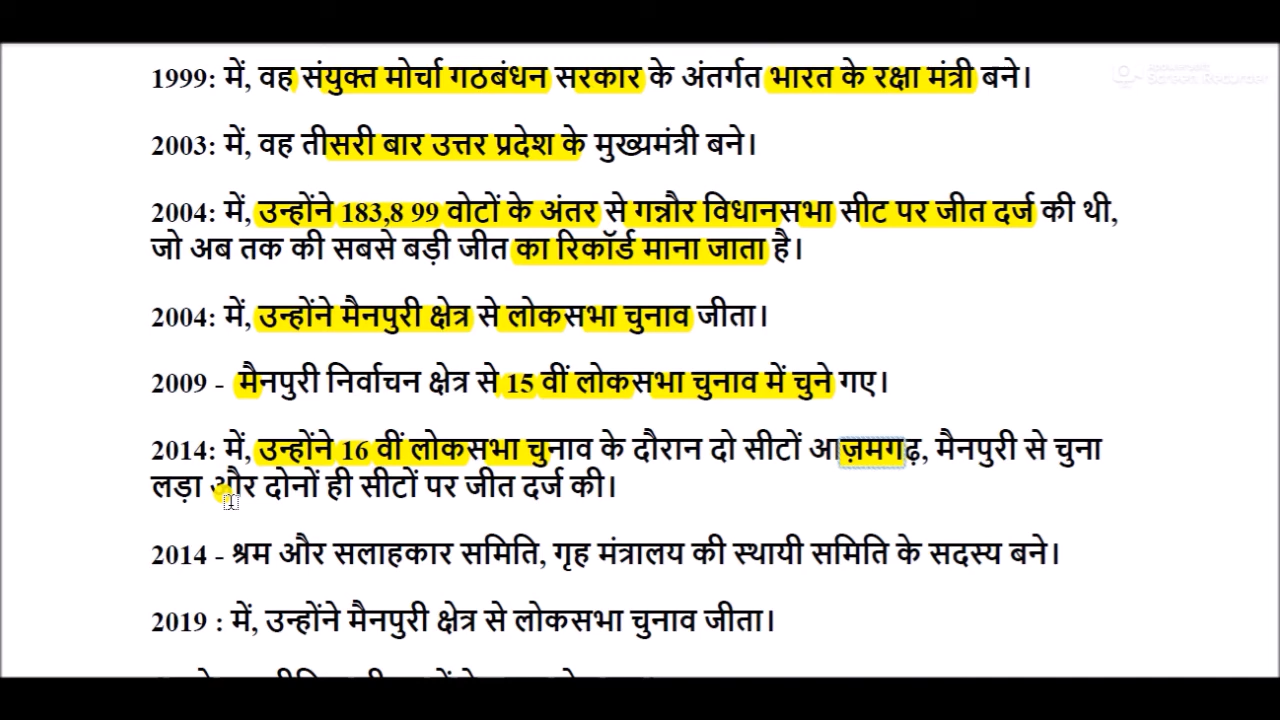 1999: में, वह संयुक्त मोर्चा गठबंधन सरकार के अंतर्गत भारत के रक्षा मंत्री बने।
2003: में, वह तीसरी बार उत्तर प्रदेश के मुख्यमंत्री बने।
2004: में, उन्होंने 183,8 99 वोटों के अंतर से गन्नौर विधानसभा सीट पर जीत दर्ज की थी,
जो अब तक की सबसे बड़ी जीत का रिकॉर्ड माना जाता है।
2004: में, उन्होंने मैनपुरी क्षेत्र से लोकसभा चुनाव जीता।
2009 - मैनपुरी निर्वाचन क्षेत्र से 15 वीं लोकसभा चुनाव में चुने गए।
2014: में, उन्होंने 16 वीं लोकसभा चुनाव के दौरान दो सीटों आज़मगढ़, मैनपुरी से चुना
लड़ा और दोनों ही सीटों पर जीत दर्ज की।
2014 - श्रम और सलाहकार समिति, गृह मंत्रालय की स्थायी समिति के सदस्य बने।
2019 : में, उन्होंने मैनपुरी क्षेत्र से लोकसभा चुनाव जीता।
Screen Recorder